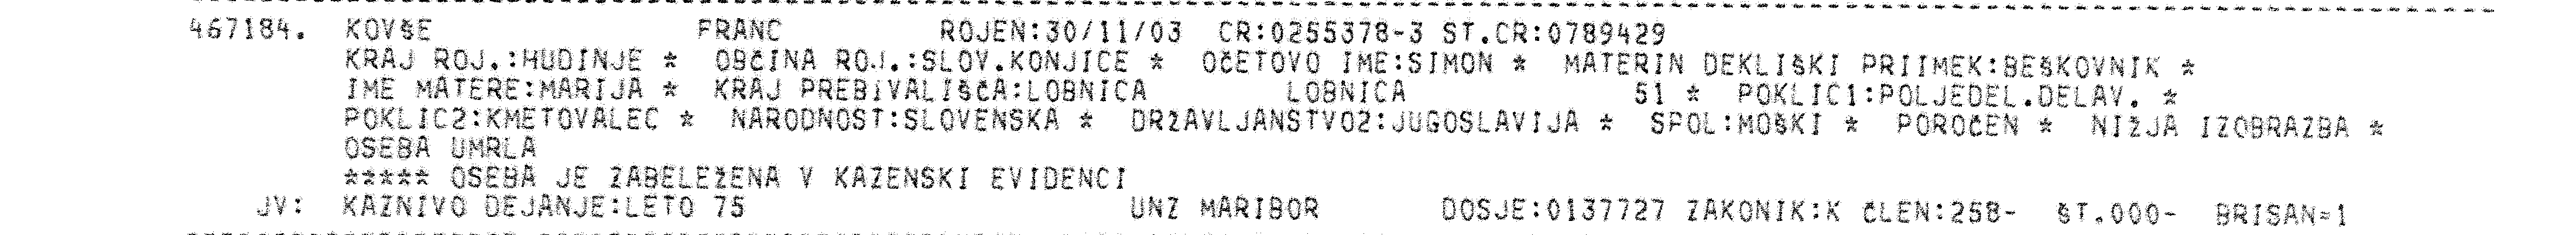 467184. KOVŠE FRANC ROJEN:30/11/03 CR:0255378-3 ST.CR:0789429
KRAJ ROJ.:HUDINJE * OBČINA ROJ.:SLOV.KONJICE * OČETOVO IME:SIMON * MATERIN DEKLIŠKI PRIIMEK:BEŠKOVNIK *
IME MATERE:MARIJA * KRAJ PREBIVALIŠČA:LOBNICA LOBNICA 51 * POKLIC1:POLJEDEL.DELAV. *
POKLIC2:KMETOVALEC * NARODNOST:SLOVENSKA * DRŽAVLJANSTVO2:JUGOSLAVIJA * SPOL:MOŠKI * POROČEN * NIŽJA IZOBRAZBA *
OSEBA UMRLA
***** OSEBA JE ZABELEŽENA V KAZENSKI EVIDENCI
JV: KAZNIVO DEJANJE:LETO 75 UNZ MARIBOR DOSJE:0137727 ZAKONIK:K ČLEN:258- ŠT.000- BRISAN=1